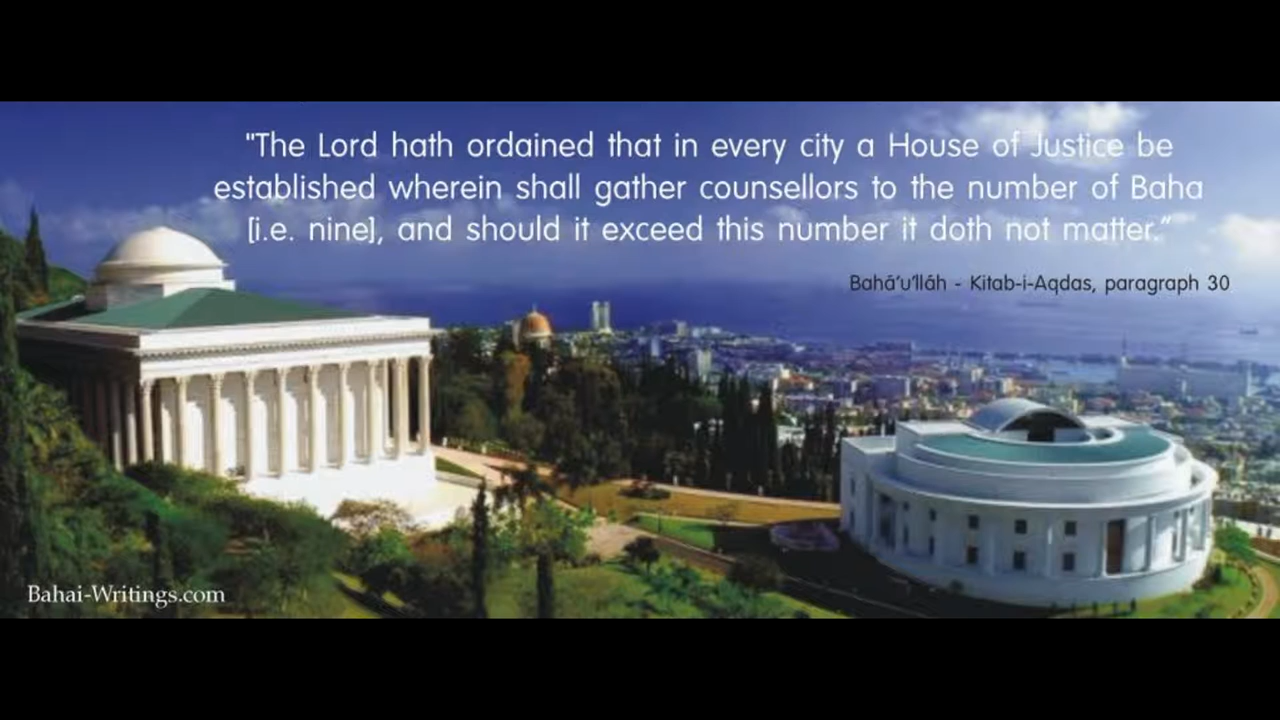 "The Lord hath ordained that in every city a House of Justice be
established wherein shall gather counsellors to the number of Baha
[i.e. nine], and should it exceed this number it doth not matter.”
Bahá’u’lláh - Kitab-i-Aqdas, paragraph 30
Bahai-Writings.com